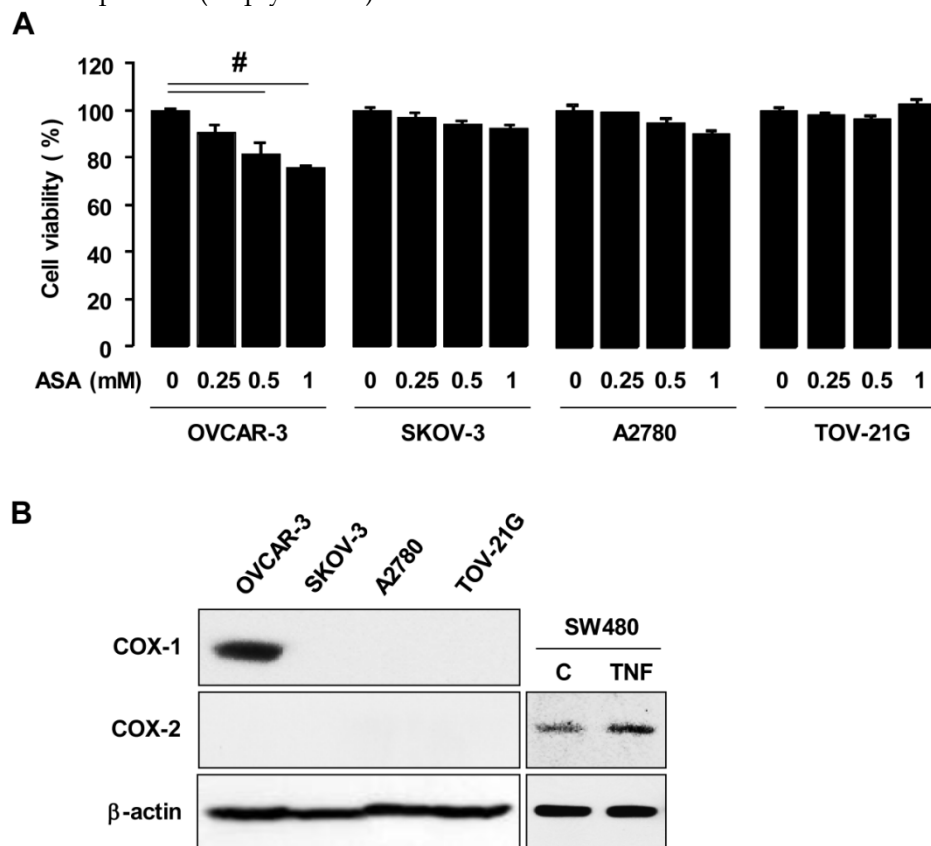 A
#
120
100
80
60
40
20
0
Cell viability (%)
ASA (mM) 0 0.25 0.5 1 0 0.25 0.5 1 0 0.25 0.5 1 0 0.25 0.5 1
OVCAR-3 SKOV-3 A2780 TOV-21G
B
OVCAR-3 SKOV-3 A2780 TOV-21G
SW480
C TNF
COX-1
COX-2
β-actin